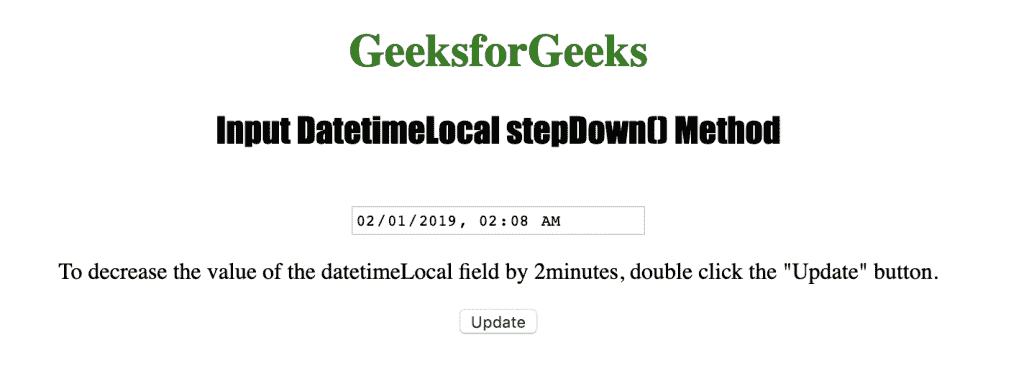 GeeksforGeeks
Input DatetimeLocal stepDown() Method
02/01/2019, 02:08 AM
To decrease the value of the datetimeLocal field by 2minutes, double click the "Update" button.
Update